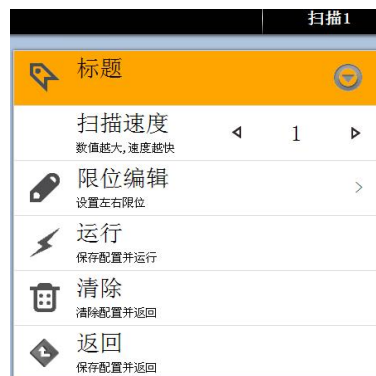 扫描1
标题
扫描速度
数值越大,速度越快
1
限位编辑
设置左右限位
运行
保存配置并运行
清除
清除配置并返回
返回
保存配置并返回